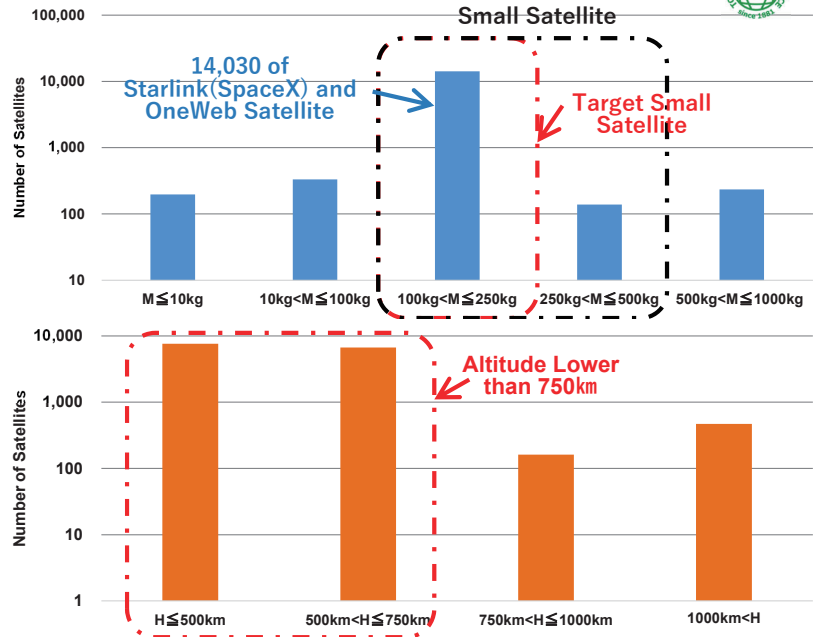 Small Satellite
since 1881
100,000
10,000
1,000
100
10
Number of Satellites
14,030 of
Starlink(SpaceX) and
OneWeb Satellite
Target Small
Satellite
M≦10kg
10kg<M≦100kg
100kg<M≦250kg
250kg<M≦500kg
500kg<M≦1000kg
10,000
1,000
100
10
1
Number of Satellites
Altitude Lower
than 750㎞
H≦500km
500km<H≦750km
750km<H≦1000km
1000km<H